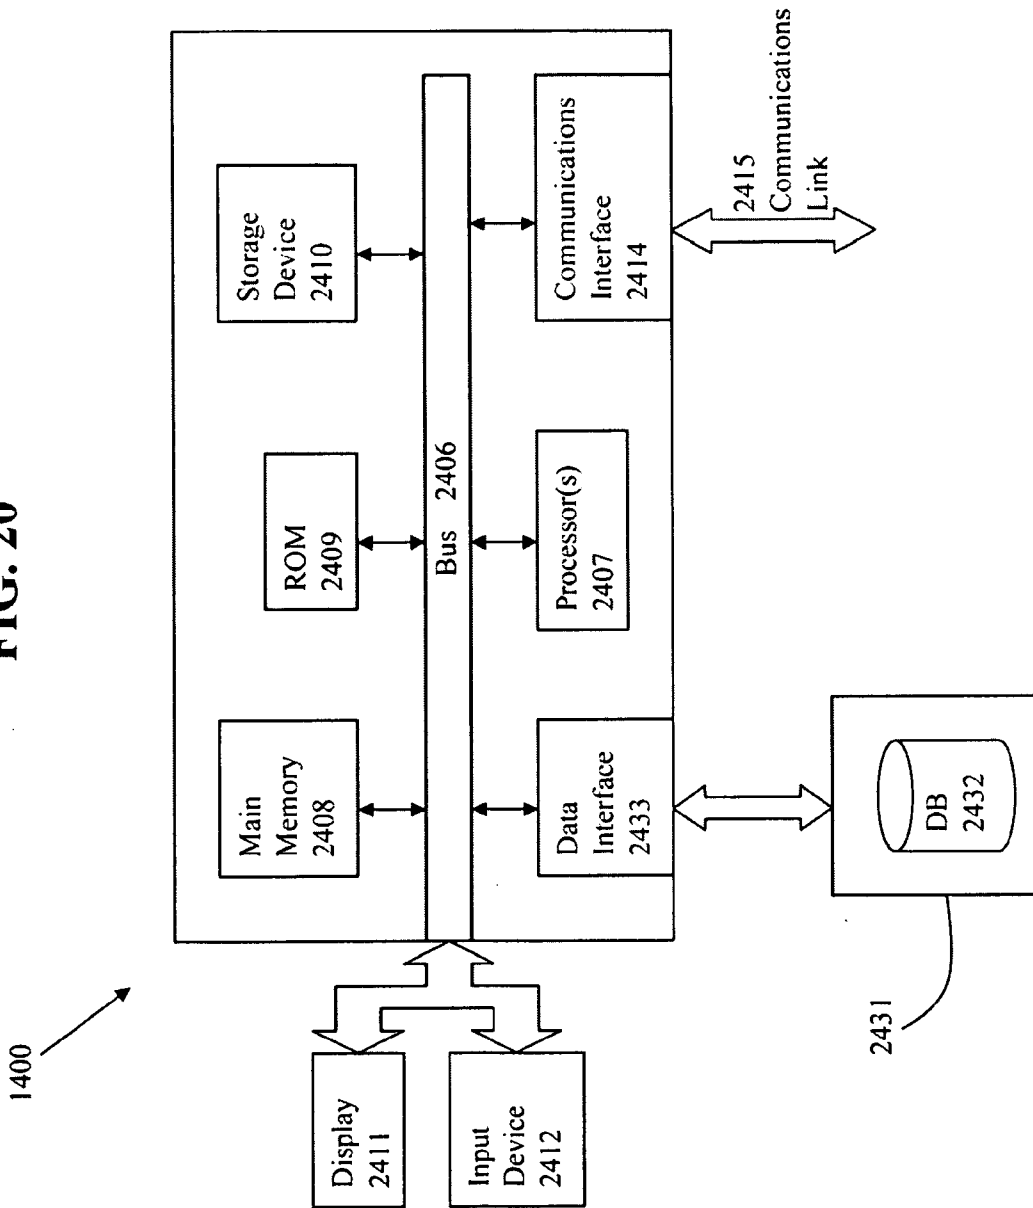 FIG. 20
1400
Main
Memory
2408
ROM
2409
Storage
Device
2410
Display
2411
Bus 2406
Input
Device
2412
Data
Interface
2433
Processor(s)
2407
Communications
Interface
2414
2415
Communications
Link
2431
DB
2432